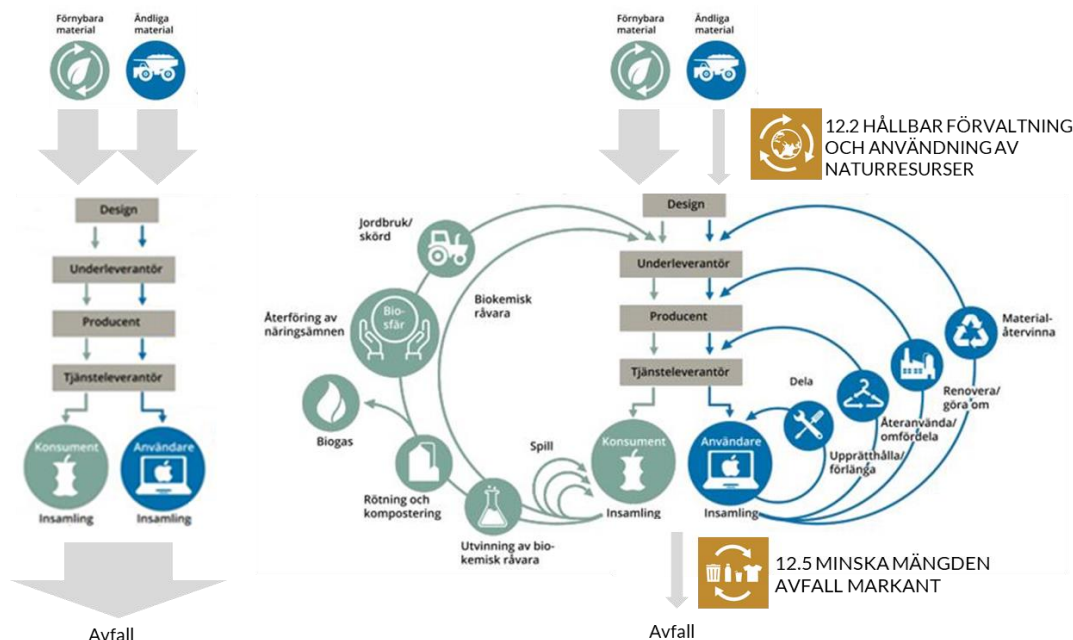 Förnybara
material
Ändliga
material
Design
Underleverantör
Producent
Tjänsteleverantör
Konsument
Användare
Insamling
Insamling
Avfall
Förnybara
material
Ändliga
material
12.2 HÅLLBAR FÖRVALTNING
OCH ANVÄNDNING AV
NATURRESURSER
Design
Underleverantör
Producent
Tjänsteleverantör
Jordbruk/
skörd
Bio-
sfär
Återföring av
näringsämnen
Biokemisk
råvara
Biogas
Rötning och
kompostering
Utvinning av bio-
kemisk råvara
Spill
Konsument
Användare
Insamling
Insamling
Dela
Upprätthålla/
förlänga
Återanvända/
omfördela
Renovera/
göra om
Material-
återvinna
12.5 MINSKA MÄNGDEN
AVFALL MARKANT
Avfall